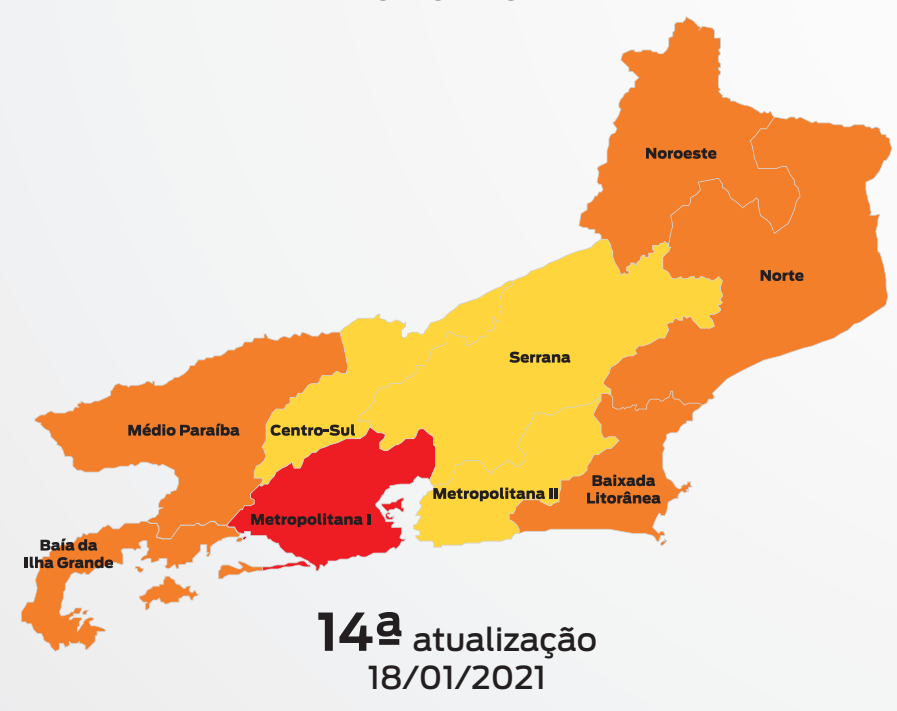 Noroeste
Norte
Serrana
Médio Paraíba
Centro-Sul
Baixada
Litorânea
Metropolitana II
Metropolitana I
Baía da
Ilha Grande
14ª atualização
18/01/2021